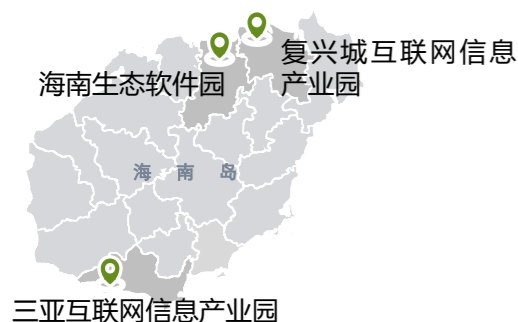 复兴城互联网信息
产业园
海南生态软件园
海南岛
三亚互联网信息产业园